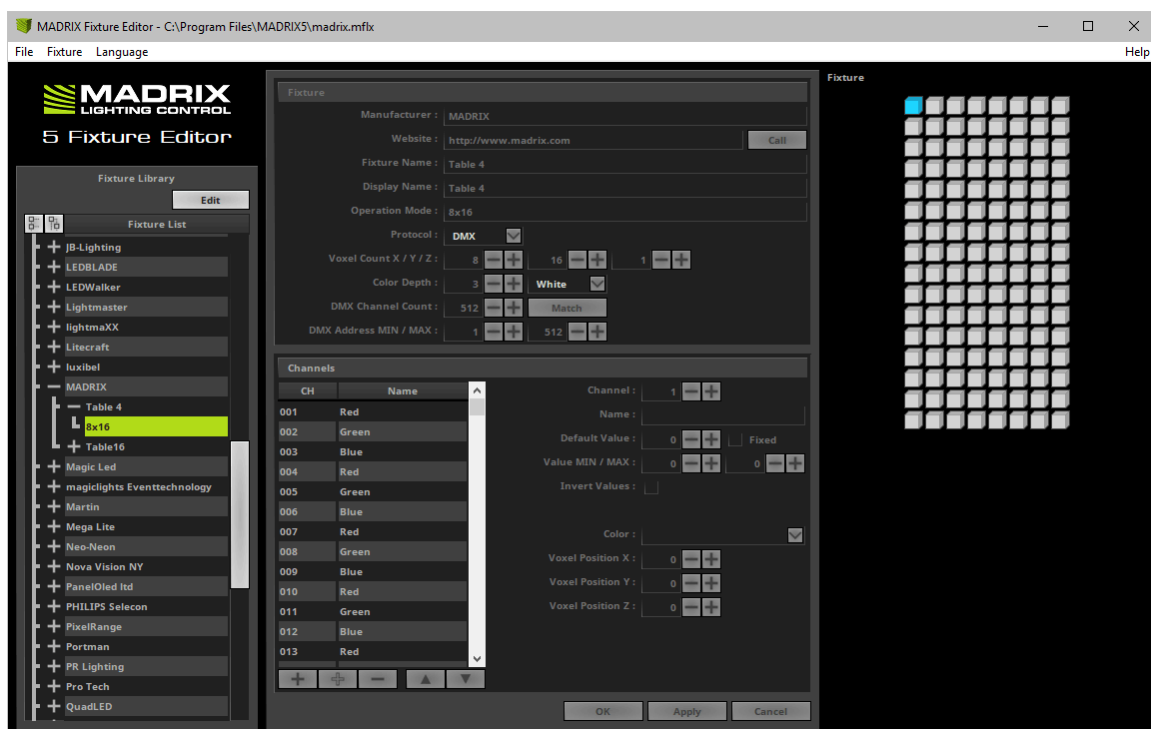 MADRIX Fixture Editor - C:\Program Files\MADRIX5\madrix.mflx
File Fixture Language Help
MADRIX
LIGHTING CONTROL
5 Fixture Editor
Fixture Library
Edit
Fixture List
JB-Lighting
LEDBLADE
LEDWalker
Lightmaster
lightmaXX
Litecraft
luxibel
MADRIX
Table 4
8x16
Table16
Magic Led
magiclights Eventtechnology
Martin
Mega Lite
Neo-Neon
Nova Vision NY
PanelOled ltd
PHILIPS Selecon
PixelRange
Portman
PR Lighting
Pro Tech
QuadLED
Fixture
Manufacturer : MADRIX
Website : http://www.madrix.com Call
Fixture Name : Table 4
Display Name : Table 4
Operation Mode : 8x16
Protocol : DMX
Voxel Count X / Y / Z : 8 16 1
Color Depth : 3 White
DMX Channel Count : 512 Match
DMX Address MIN / MAX : 1 512
Channels
CH Name
001 Red
002 Green
003 Blue
004 Red
005 Green
006 Blue
007 Red
008 Green
009 Blue
010 Red
011 Green
012 Blue
013 Red
Channel : 1
Name :
Default Value : 0 Fixed
Value MIN / MAX : 0 0
Invert Values :
Color :
Voxel Position X : 0
Voxel Position Y : 0
Voxel Position Z : 0
OK Apply Cancel
Fixture